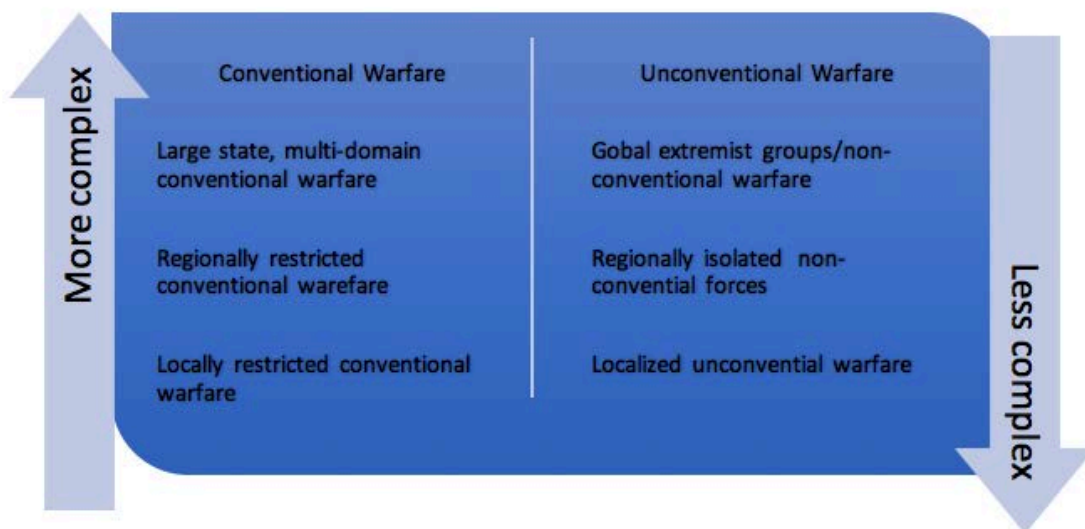 More complex
Conventional Warfare
Large state, multi-domain
conventional warfare
Regionally restricted
conventional warefare
Locally restricted conventional
warfare
Unconventional Warfare
Gobal extremist groups/non-
conventional warfare
Regionally isolated non-
convential forces
Localized unconvential warfare
Less complex